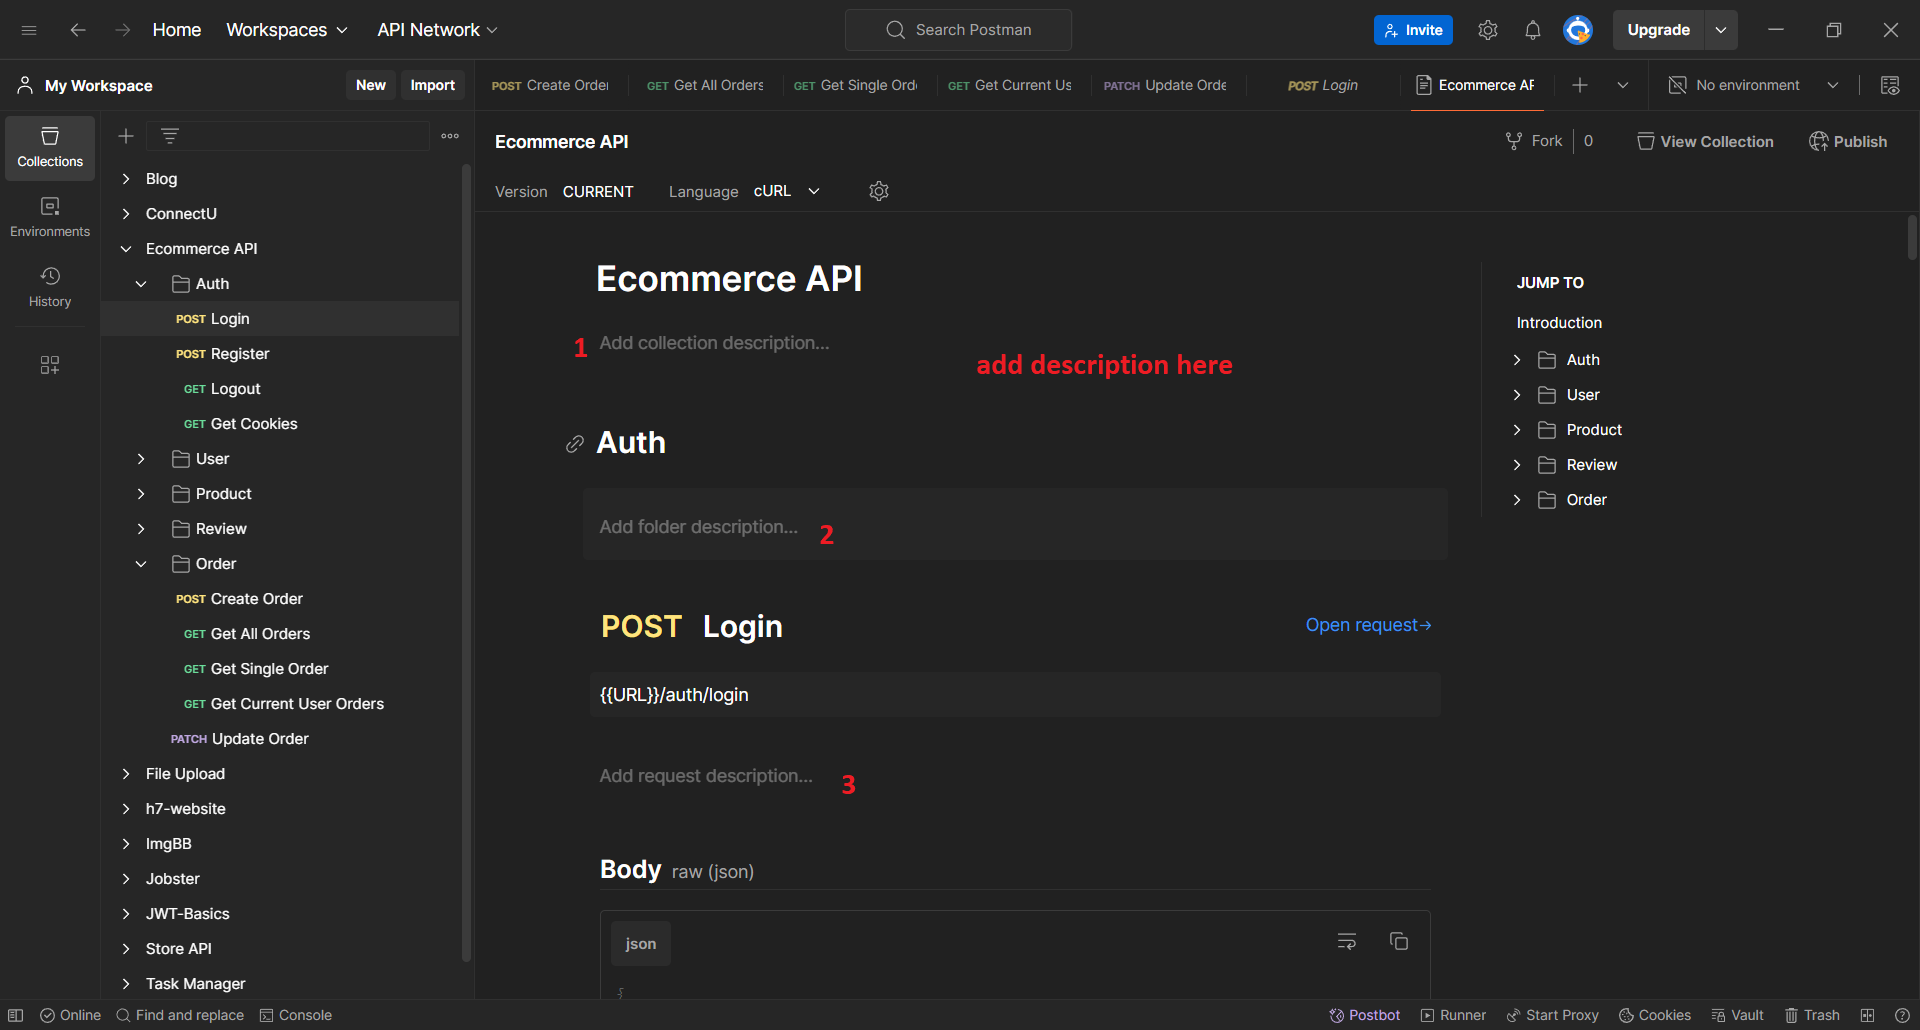 Home Workspaces API Network Search Postman Invite Upgrade
My Workspace New Import POST Create Order GET Get All Orders GET Get Single Ord GET Get Current Us PATCH Update Orde POST Login Ecommerce AP No environment
Collections
Environments
History
Blog
ConnectU
Ecommerce API
Auth
POST Login
POST Register
GET Logout
GET Get Cookies
User
Product
Review
Order
POST Create Order
GET Get All Orders
GET Get Single Order
GET Get Current User Orders
PATCH Update Order
File Upload
h7-website
ImgBB
Jobster
JWT-Basics
Store API
Task Manager
Ecommerce API Fork 0 View Collection Publish
Version CURRENT Language cURL
Ecommerce API
1 Add collection description...
add description here
Auth
Add folder description... 2
POST Login Open request→
{{URL}}/auth/login
Add request description... 3
Body raw (json)
json
{
JUMP TO
Introduction
Auth
User
Product
Review
Order
Online Find and replace Console Postbot Runner Start Proxy Cookies Vault Trash